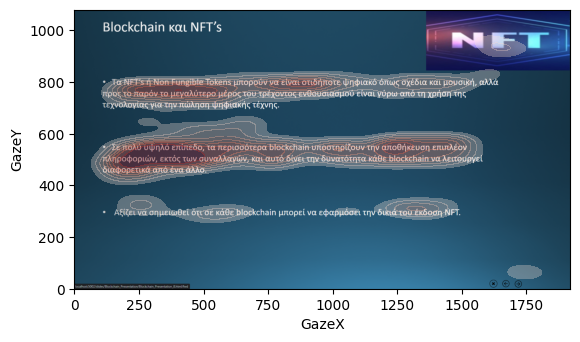 Blockchain και NFT's
NFT
• Τα NFT's ή Non Fungible Tokens μπορούν να είναι οτιδήποτε ψηφιακό όπως σχέδια και μουσική, αλλά
προς το παρόν το μεγαλύτερο μέρος του τρέχοντος ενθουσιασμού είναι γύρω από τη χρήση της
τεχνολογίας για την πώληση ψηφιακής τέχνης.
• Σε πολύ υψηλό επίπεδο, τα περισσότερα blockchain υποστηρίζουν την αποθήκευση επιπλέον
πληροφοριών, εκτός των συναλλαγών, και αυτό δίνει την δυνατότητα κάθε blockchain να λειτουργεί
διαφορετικά από ένα άλλο.
• Αξίζει να σημειωθεί ότι σε κάθε blockchain μπορεί να εφαρμόσει την δικιά του έκδοση NFT.
GazeY
1000
800
600
400
200
0
0 250 500 750 1000 1250 1500 1750
GazeX